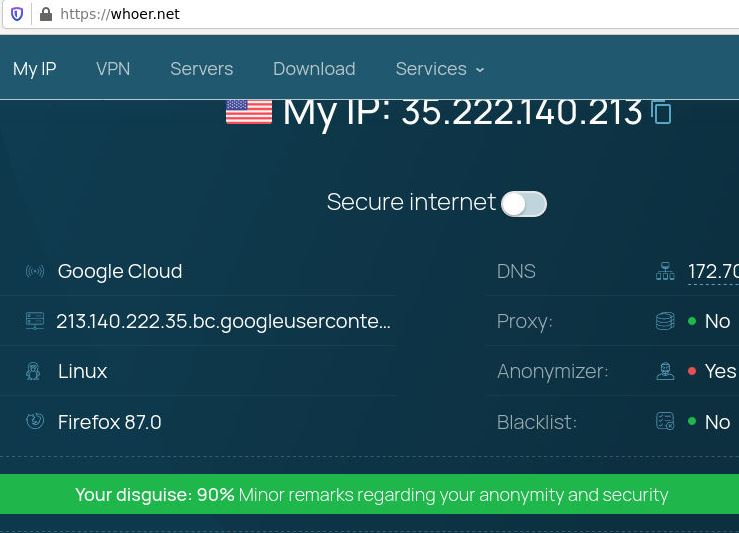 https://whoer.net
My IP VPN Servers Download Services
My IP: 35.222.140.213
Secure internet
Google Cloud
DNS 172.70
213.140.222.35.bc.googleuserconte...
Proxy: No
Linux
Anonymizer: Yes
Firefox 87.0
Blacklist: No
Your disguise: 90% Minor remarks regarding your anonymity and security